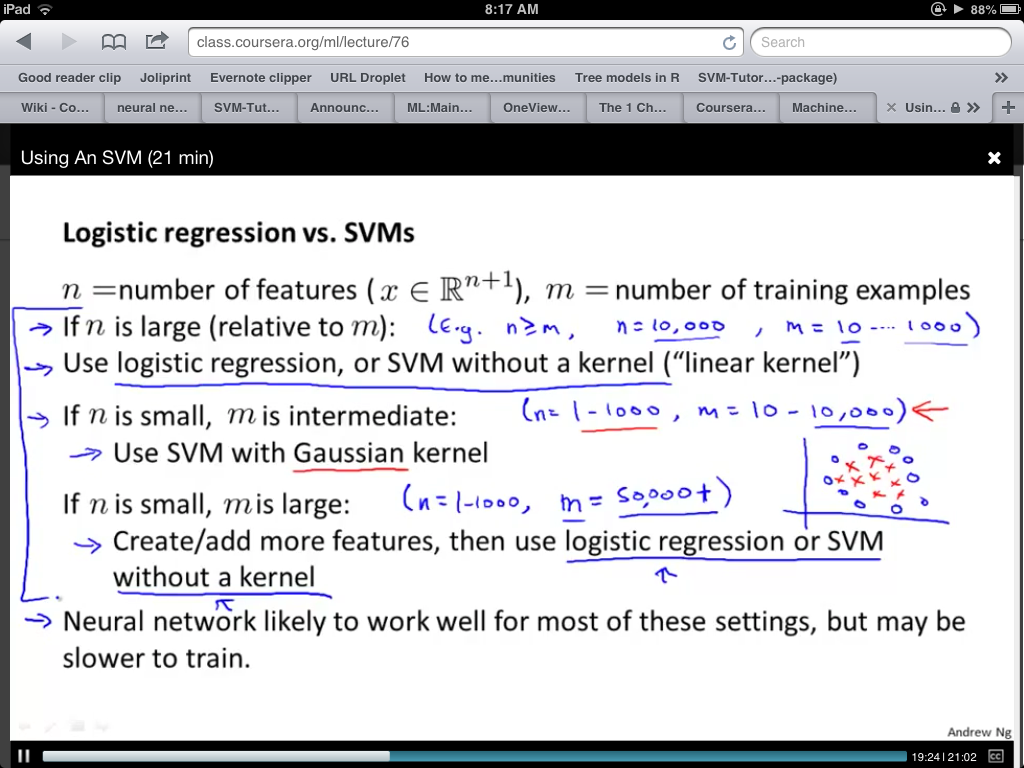 iPad 8:17 AM 88%
class.coursera.org/ml/lecture/76 Search
Good reader clip Joliprint Evernote clipper URL Droplet How to me...munities Tree models in R SVM-Tutor...-package)
Wiki - Co... neural ne... SVM-Tut... Announc... ML:Main... OneView... The 1 Ch... Coursera... Machine... Usin...
Using An SVM (21 min)
Logistic regression vs. SVMs
n =number of features (x ∈ ℝⁿ⁺¹), m = number of training examples
→ If n is large (relative to m): (E.g. n ≥ m, n = 10,000, m = 10 ---- 1000)
→ Use logistic regression, or SVM without a kernel (“linear kernel”)
→ If n is small, m is intermediate: (n = 1 - 1000, m = 10 - 10,000) ←
→ Use SVM with Gaussian kernel
If n is small, m is large: (n = 1-1000, m = 50,000+)
→ Create/add more features, then use logistic regression or SVM
without a kernel
→ Neural network likely to work well for most of these settings, but may be
slower to train.
Andrew Ng
19:24 | 21:02 CC